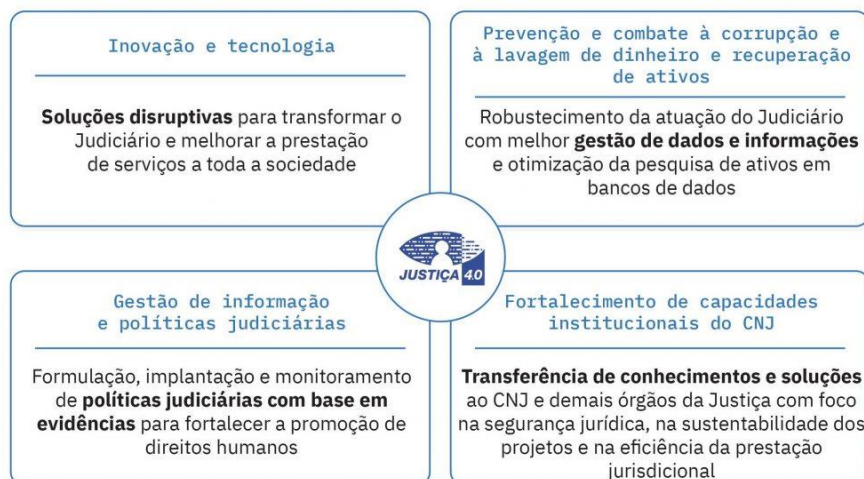 Inovação e tecnologia
Soluções disruptivas para transformar o
Judiciário e melhorar a prestação
de serviços a toda a sociedade
Prevenção e combate à corrupção e
à lavagem de dinheiro e recuperação
de ativos
Robustecimento da atuação do Judiciário
com melhor gestão de dados e informações
e otimização da pesquisa de ativos em
bancos de dados
JUSTIÇA 4.0
Gestão de informação
e políticas judiciárias
Formulação, implantação e monitoramento
de políticas judiciárias com base em
evidências para fortalecer a promoção de
direitos humanos
Fortalecimento de capacidades
institucionais do CNJ
Transferência de conhecimentos e soluções
ao CNJ e demais órgãos da Justiça com foco
na segurança jurídica, na sustentabilidade dos
projetos e na eficiência da prestação
jurisdicional